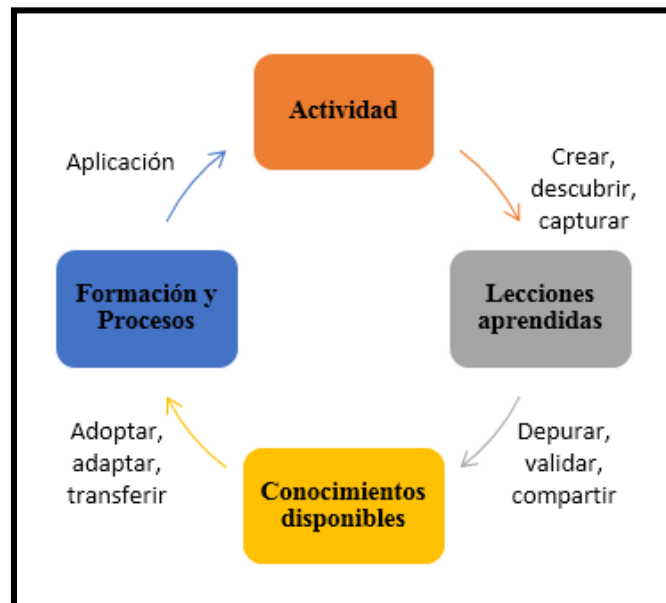 Actividad
Aplicación
Crear,
descubrir,
capturar
Formación y
Procesos
Lecciones
aprendidas
Adoptar,
adaptar,
transferir
Depurar,
validar,
compartir
Conocimientos
disponibles